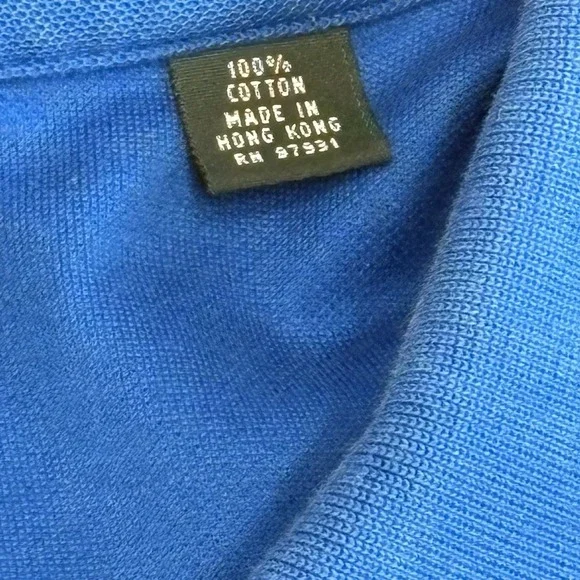 100%
COTTON
MADE IN
HONG KONG
RN 87931